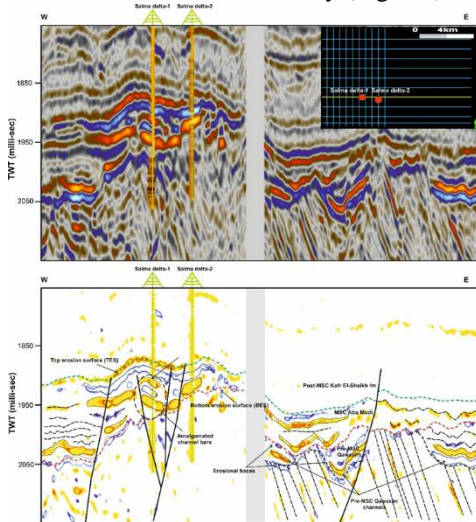 Salma delta-1 Salma delta-2
W E
0 4km
Salma delta-1 Salma delta-2
1850
1950
2050
TWT (milli-sec)
Salma delta-1 Salma delta-2
W E
1850
Top erosion surface (TES)
Post-MSC Kafr El-Sheikh fm
MSC Abu Madi
1950
Bottom erosion surface (BES)
Amalgamated
channel bars
Pre-MSC
Qawasim
Erosional bases
2050
Pre-MSC Qawasim
channels
TWT (milli-sec)